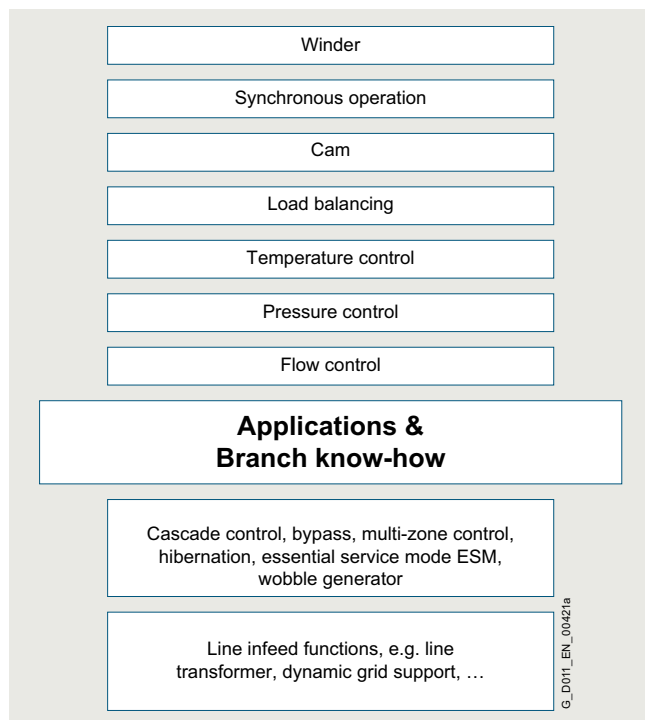 Winder
Synchronous operation
Cam
Load balancing
Temperature control
Pressure control
Flow control
Applications &
Branch know-how
Cascade control, bypass, multi-zone control,
hibernation, essential service mode ESM,
wobble generator
Line infeed functions, e.g. line
transformer, dynamic grid support, …
G_D011_EN_00421a